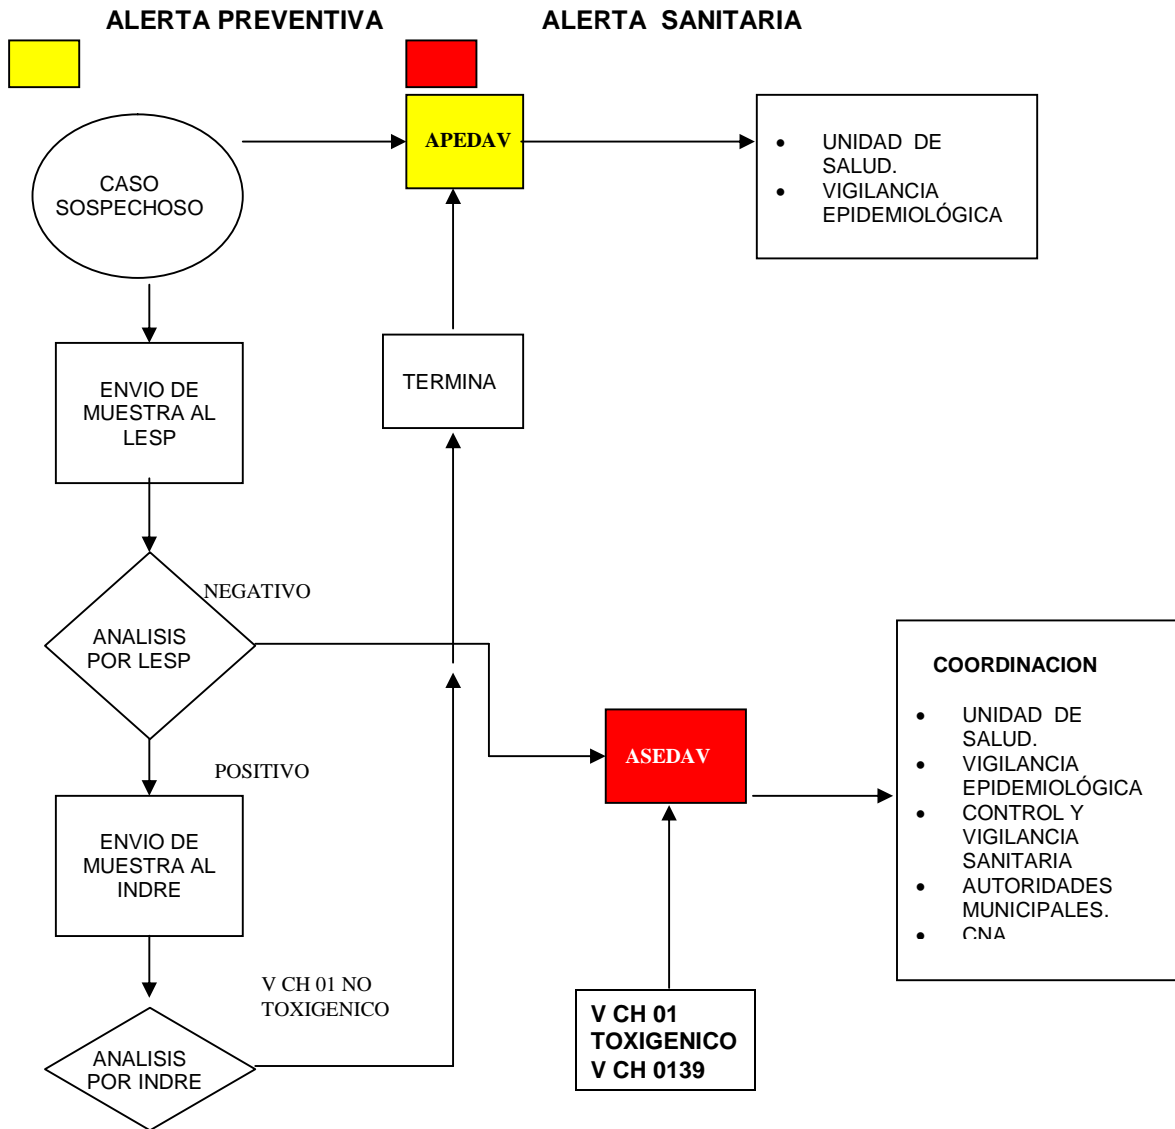 ALERTA PREVENTIVA
ALERTA SANITARIA
CASO
SOSPECHOSO
APEDAV
• UNIDAD DE
SALUD.
• VIGILANCIA
EPIDEMIOLÓGICA
ENVIO DE
MUESTRA AL
LESP
TERMINA
NEGATIVO
ANALISIS
POR LESP
POSITIVO
ASEDAV
COORDINACION
• UNIDAD DE
SALUD.
• VIGILANCIA
EPIDEMIOLÓGICA
• CONTROL Y
VIGILANCIA
SANITARIA
• AUTORIDADES
MUNICIPALES.
• CNA
ENVIO DE
MUESTRA AL
INDRE
V CH 01 NO
TOXIGENICO
ANALISIS
POR INDRE
V CH 01
TOXIGENICO
V CH 0139